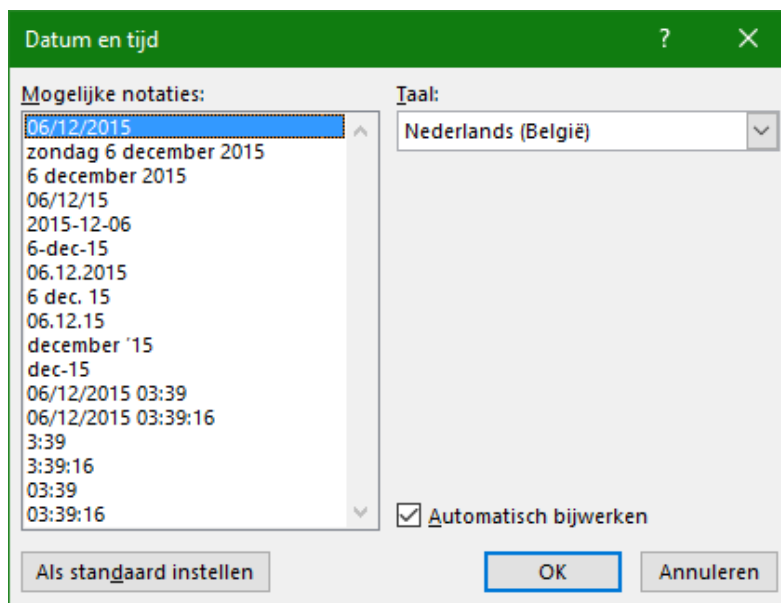 Datum en tijd
Mogelijke notaties:
06/12/2015
zondag 6 december 2015
6 december 2015
06/12/15
2015-12-06
6-dec-15
06.12.2015
6 dec. 15
06.12.15
december '15
dec-15
06/12/2015 03:39
06/12/2015 03:39:16
3:39
3:39:16
03:39
03:39:16
Taal:
Nederlands (België)
Automatisch bijwerken
Als standaard instellen
OK
Annuleren